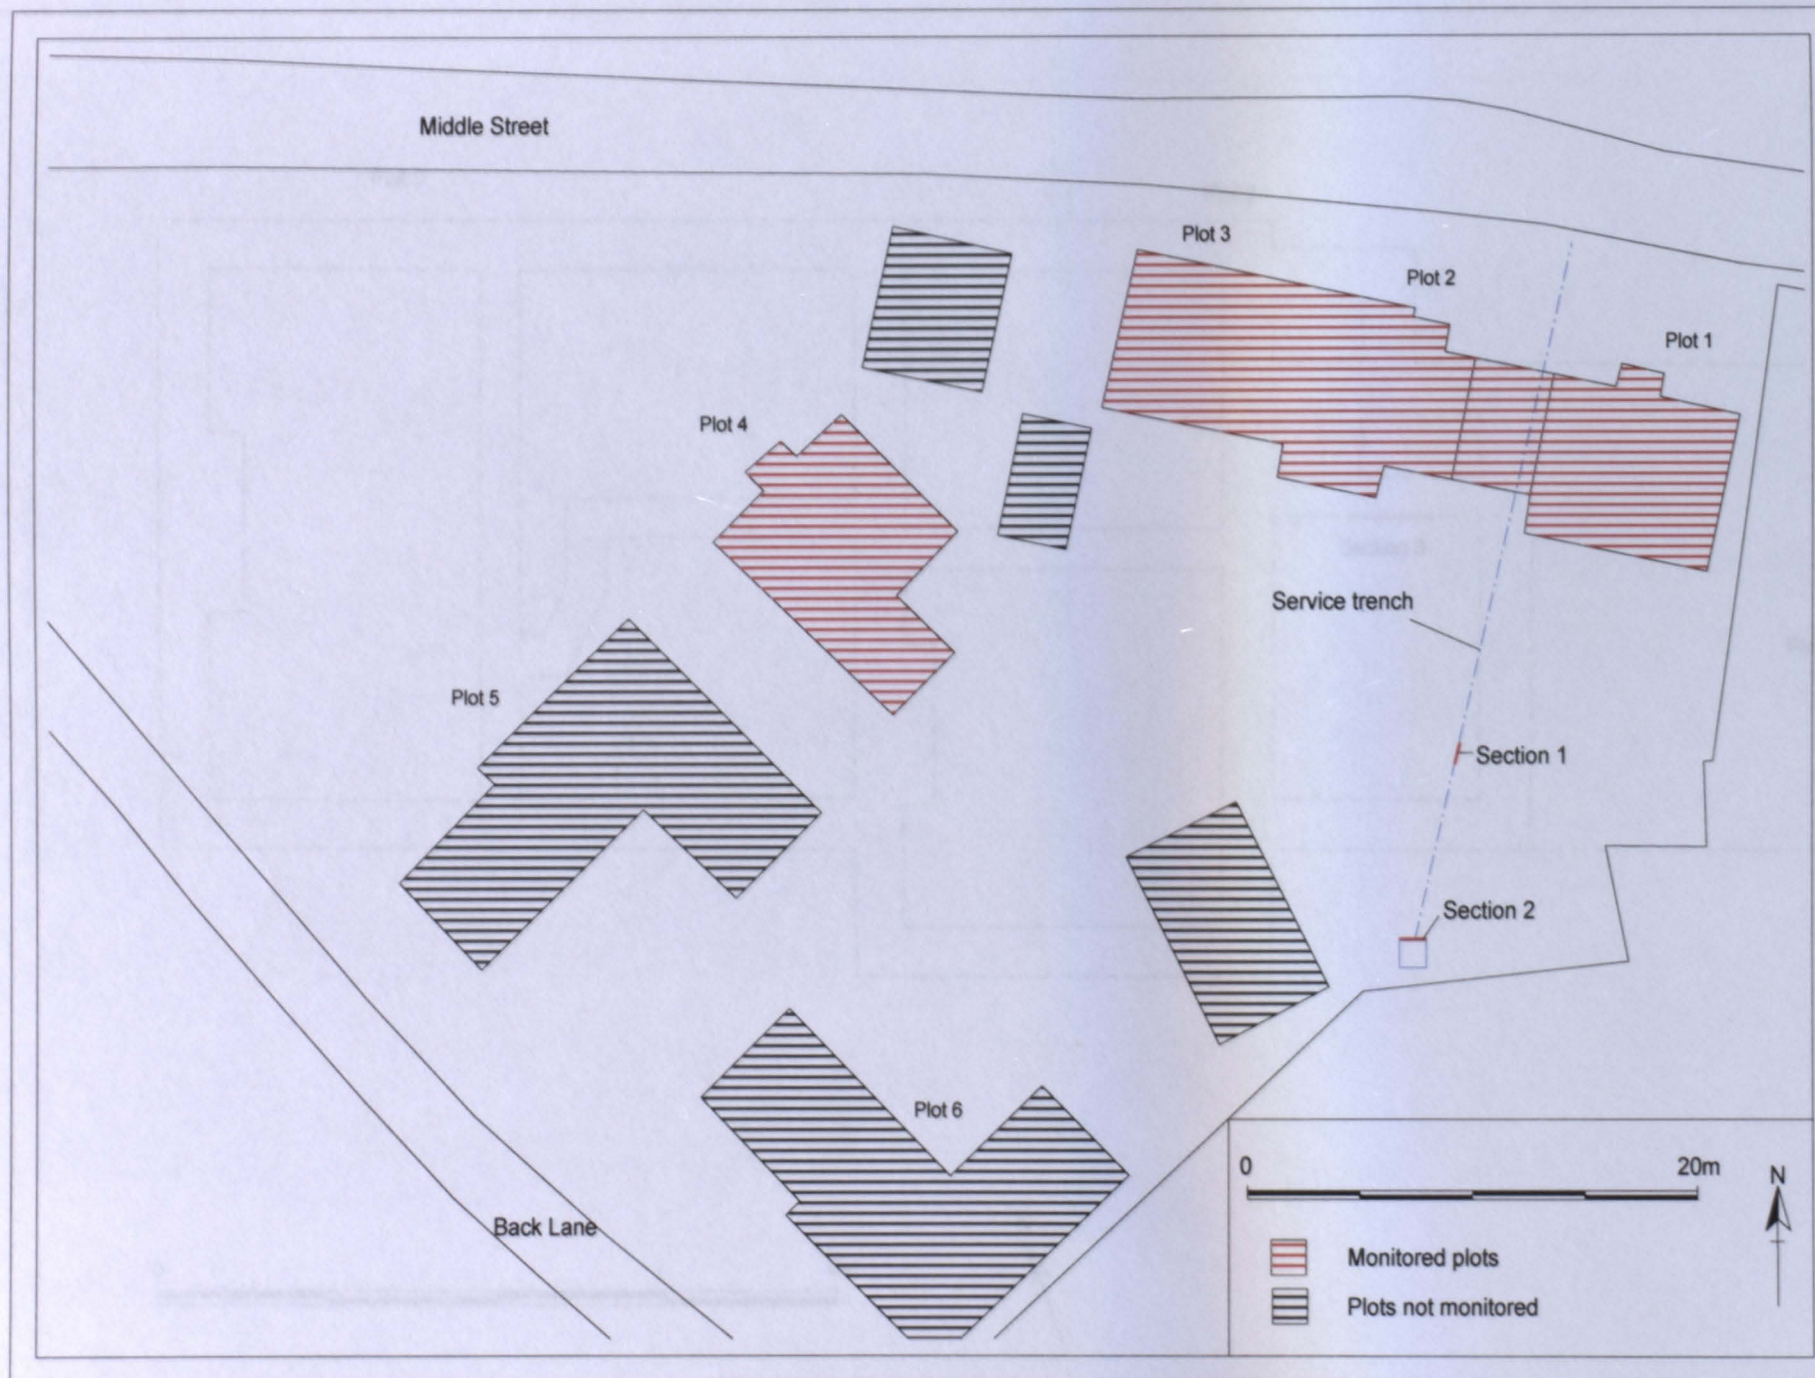 Middle Street
Plot 3
Plot 2
Plot 1
Plot 4
Service trench
Plot 5
Section 1
Section 2
Plot 6
Back Lane
0 20m
N
Monitored plots
Plots not monitored